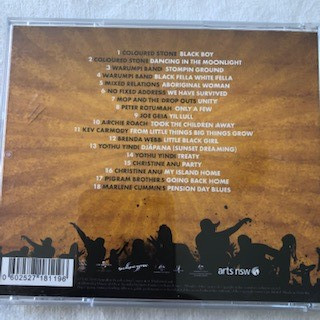 1 COLOURED STONE: BLACK BOY
2 COLOURED STONE: DANCING IN THE MOONLIGHT
3 WARUMPI BAND: STOMPIN GROUND
4 WARUMPI BAND: BLACK FELLA WHITE FELLA
5 MIXED RELATIONS: ABORIGINAL WOMAN
6 NO FIXED ADDRESS: WE HAVE SURVIVED
7 MOP AND THE DROP OUTS: UNITY
8 PETER ROTUMAH: ONLY A FEW
9 JOE GEIA: YIL LULL
10 ARCHIE ROACH: TOOK THE CHILDREN AWAY
11 KEV CARMODY: FROM LITTLE THINGS BIG THINGS GROW
12 BRENDA WEBB: LITTLE BLACK GIRL
13 YOTHU YINDI: DJÄPANA (SUNSET DREAMING)
14 YOTHU YINDI: TREATY
15 CHRISTINE ANU: PARTY
16 CHRISTINE ANU: MY ISLAND HOME
17 PIGRAM BROTHERS: GOING BACK HOME
18 MARLENE CUMMINS: PENSION DAY BLUES
0 602527 181196
arts nsw